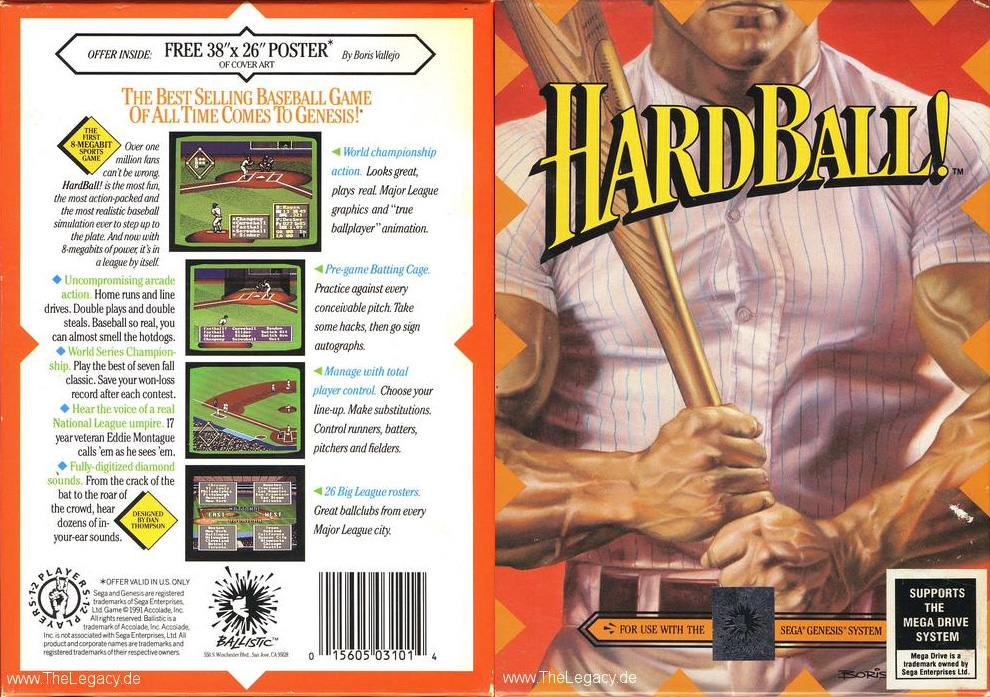 OFFER INSIDE: FREE 38"x 26" POSTER* By Boris Vallejo
OF COVER ART
THE BEST SELLING BASEBALL GAME
OF ALL TIME COMES TO GENESIS!*
THE
FIRST
8-MEGABIT
SPORTS
GAME
Over one
million fans
can't be wrong.
HardBall! is the most fun,
the most action-packed and
the most realistic baseball
simulation ever to step up to
the plate. And now with
8-megabits of power, it's in
a league by itself.
Uncompromising arcade
action. Home runs and line
drives. Double plays and double
steals. Baseball so real, you
can almost smell the hotdogs.
World Series Champion-
ship. Play the best of seven fall
classic. Save your won-loss
record after each contest.
Hear the voice of a real
National League umpire. 17
year veteran Eddie Montague
calls 'em as he sees 'em.
Fully-digitized diamond
sounds. From the crack of the
bat to the roar of
the crowd, hear
dozens of in-
your-ear sounds.
DESIGNED
BY DAN
THOMPSON
World championship
action. Looks great,
plays real. Major League
graphics and "true
ballplayer" animation.
Pre-game Batting Cage.
Practice against every
conceivable pitch. Take
some hacks, then go sign
autographs.
Manage with total
player control. Choose your
line-up. Make substitutions.
Control runners, batters,
pitchers and fielders.
26 Big League rosters.
Great ballclubs from every
Major League city.
1-2 PLAYERS 1-2 PLAYERS
*OFFER VALID IN U.S. ONLY
Sega and Genesis are registered
trademarks of Sega Enterprises,
Ltd. Game © 1991 Accolade, Inc.
All rights reserved. Ballistic is a
trademark of Accolade, Inc. Accolade,
Inc. is not associated with Sega Enterprises, Ltd. All
product and corporate names are trademarks and
registered trademarks of their respective owners.
BALLISTIC™
550 S. Winchester Blvd., San Jose, CA 95128
0 15605 03101 4
www.TheLegacy.de
HARDBALL!™
FOR USE WITH THE SEGA® GENESIS™ SYSTEM
SUPPORTS
THE
MEGA DRIVE
SYSTEM
Mega Drive is a
trademark owned by
Sega Enterprises Ltd.
BORIS
www.TheLegacy.de